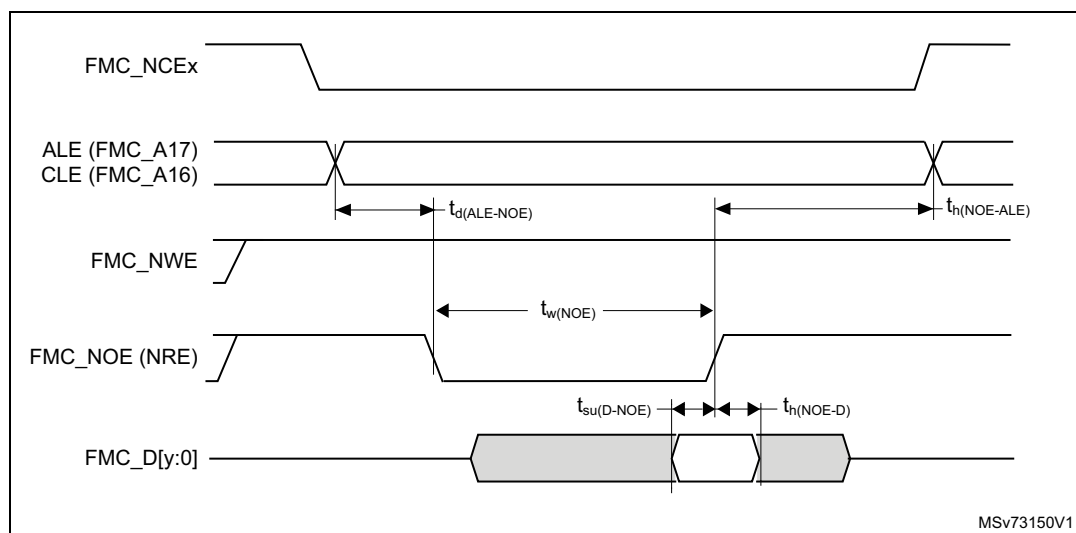 FMC_NCEx
ALE (FMC_A17)
CLE (FMC_A16)
td(ALE-NOE)
th(NOE-ALE)
FMC_NWE
tw(NOE)
FMC_NOE (NRE)
tsu(D-NOE)
th(NOE-D)
FMC_D[y:0]
MSv73150V1